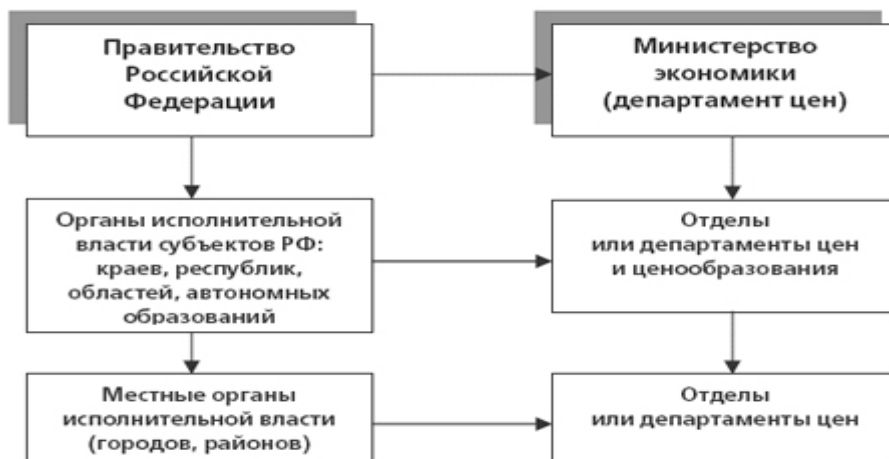 Правительство
Российской
Федерации
Министерство
экономики
(департамент цен)
Органы исполнительной
власти субъектов РФ:
краев, республик,
областей, автономных
образований
Отделы
или департаменты цен
и ценообразования
Местные органы
исполнительной власти
(городов, районов)
Отделы
или департаменты цен